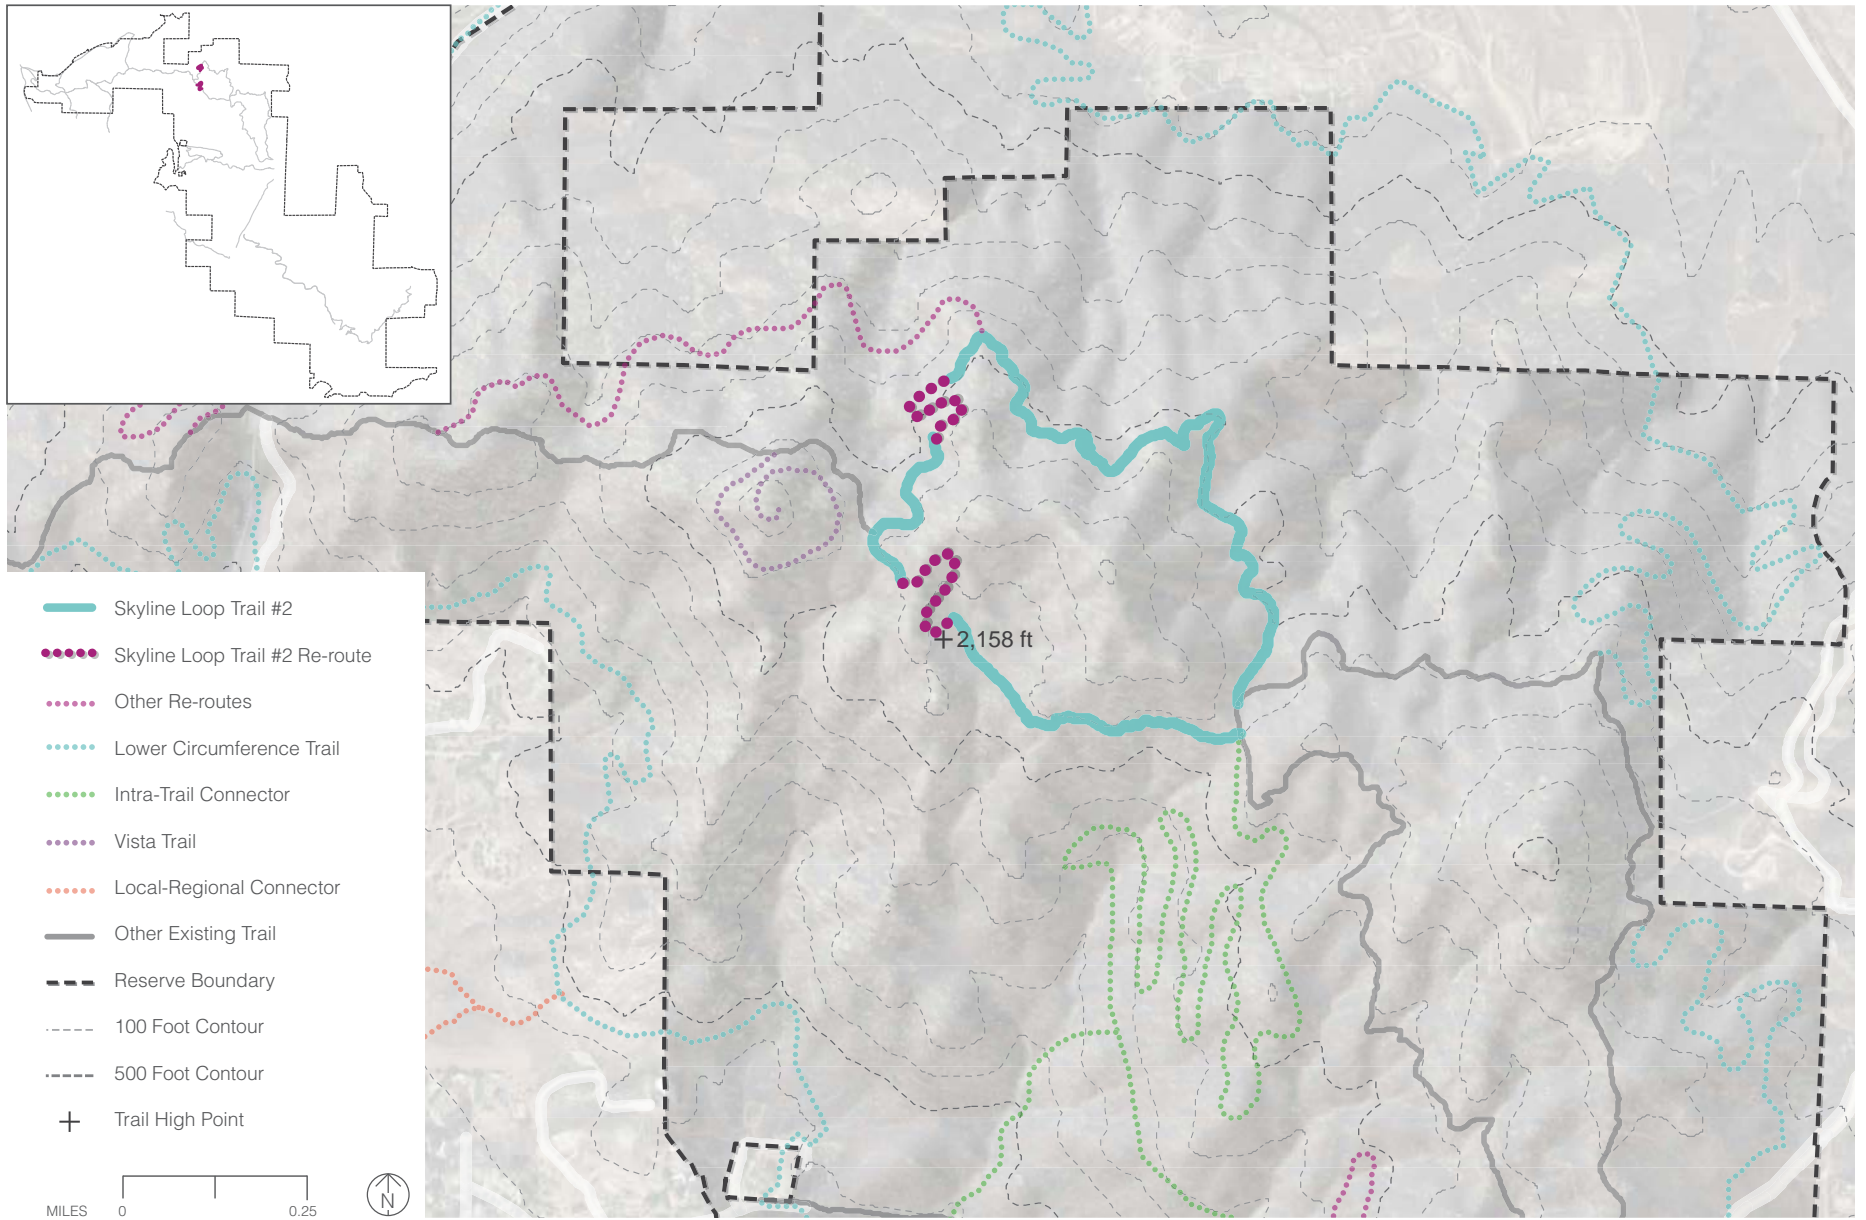 2,158 ft
Skyline Loop Trail #2
Skyline Loop Trail #2 Re-route
Other Re-routes
Lower Circumference Trail
Intra-Trail Connector
Vista Trail
Local-Regional Connector
Other Existing Trail
Reserve Boundary
100 Foot Contour
500 Foot Contour
Trail High Point
MILES 0 0.25
N